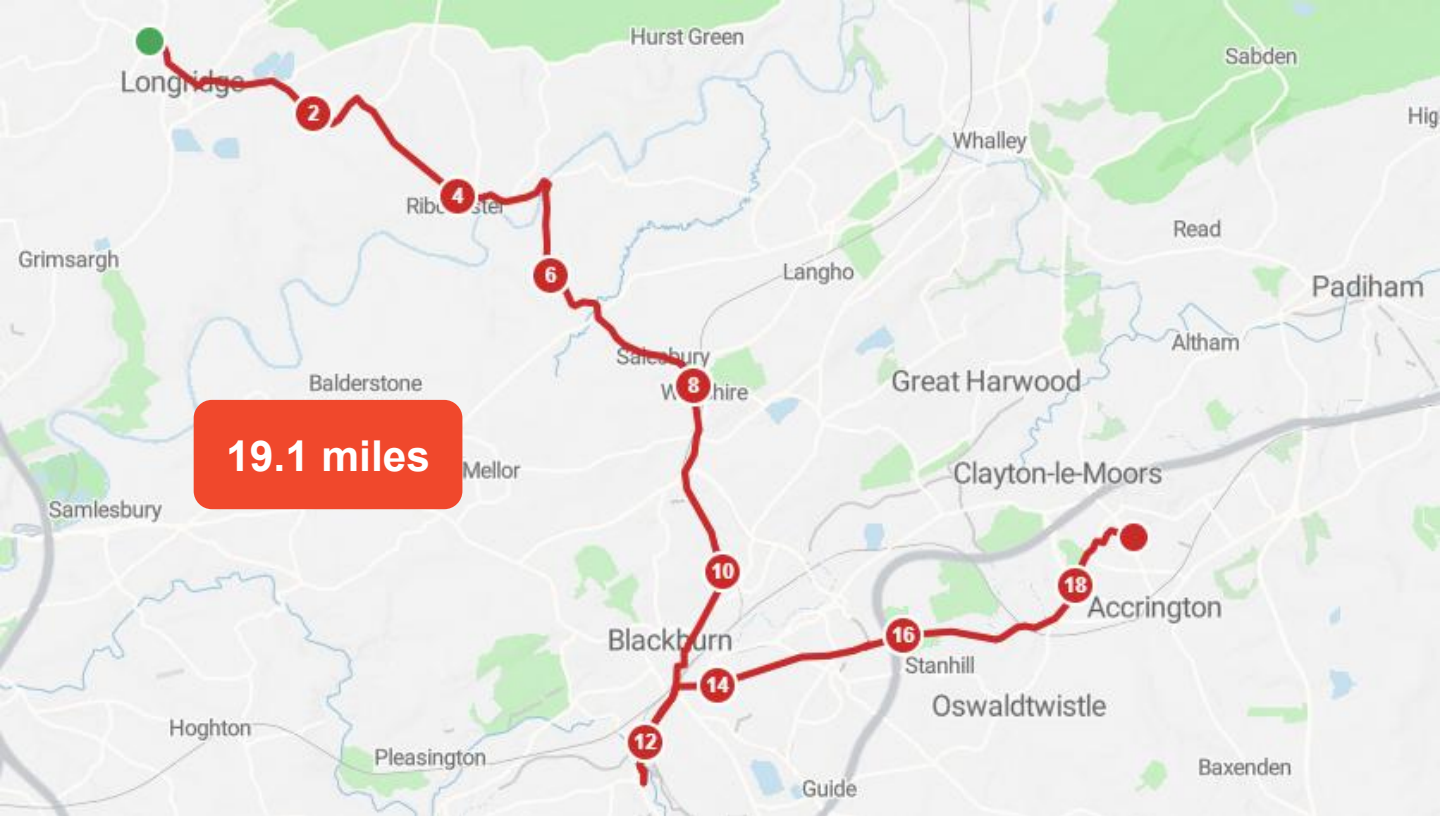 Hurst Green
Sabden
Longridge
2
Whalley
4
Read
Grimsargh
6
Langho
Padiham
Altham
Salesbury
Balderstone
8
Great Harwood
19.1 miles
Mellor
Clayton-le-Moors
Samlesbury
10
18
Accrington
Blackburn
16
Stanhill
14
Oswaldtwistle
Hoghton
12
Pleasington
Baxenden
Guide